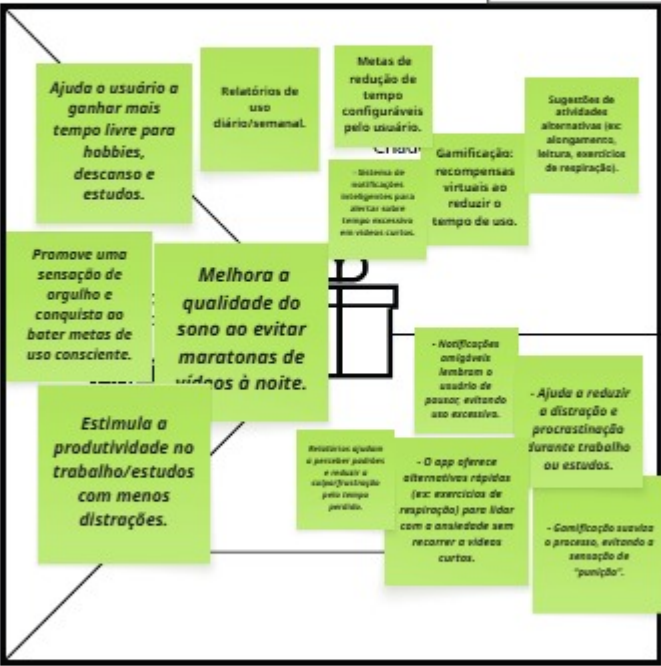 Ajuda o usuário a
ganhar mais
tempo livre para
hobbies,
descanso e
estudos.
Relatórios de
uso
diário/semanal.
Metas de
redução de
tempo
configuráveis
pelo usuário.
- Sistema de
notificações
inteligentes para
alertar sobre
tempo excessivo
em vídeos curtos.
Gamificação:
recompensas
virtuais ao
reduzir o
tempo de uso.
Sugestões de
atividades
alternativas (ex:
alongamento,
leitura, exercícios
de respiração).
Promove uma
sensação de
orgulho e
conquista ao
bater metas de
uso consciente.
Melhora a
qualidade do
sono ao evitar
maratonas de
vídeos à noite.
Estimula a
produtividade no
trabalho/estudos
com menos
distrações.
- Notificações
amigáveis
lembram o
usuário de
pausar, evitando
uso excessivo.
- Ajuda a reduzir
a distração e
procrastinação
durante trabalho
ou estudos.
Relatórios ajudam
a perceber padrões
e reduzir a
culpa/frustração
pelo tempo
perdido.
- O app oferece
alternativas rápidas
(ex: exercícios de
respiração) para lidar
com a ansiedade sem
recorrer a vídeos
curtos.
- Gamificação suaviza
o processo, evitando a
sensação de
"punição".